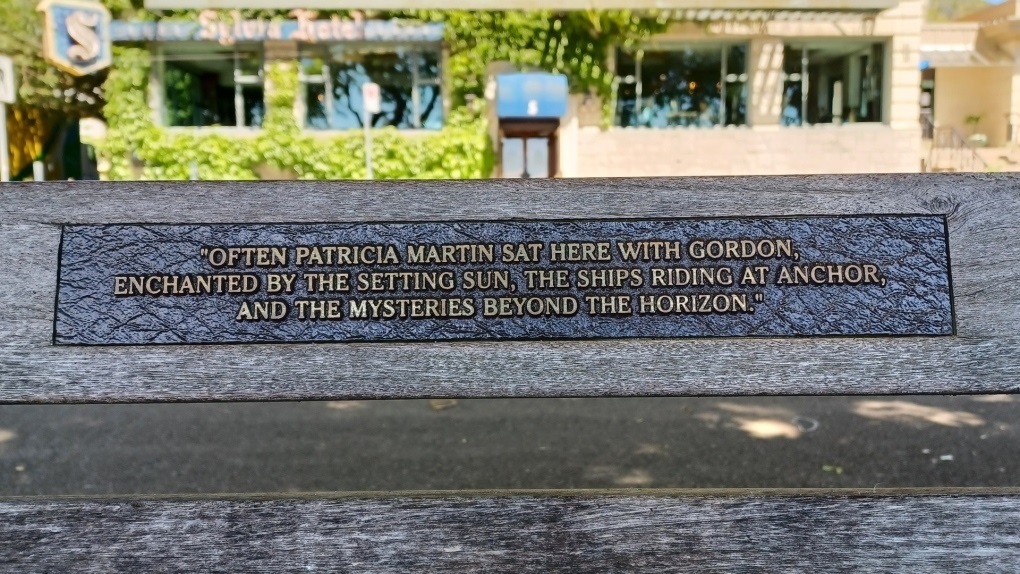 S
Sylvia Hotel
"OFTEN PATRICIA MARTIN SAT HERE WITH GORDON,
ENCHANTED BY THE SETTING SUN, THE SHIPS RIDING AT ANCHOR,
AND THE MYSTERIES BEYOND THE HORIZON."